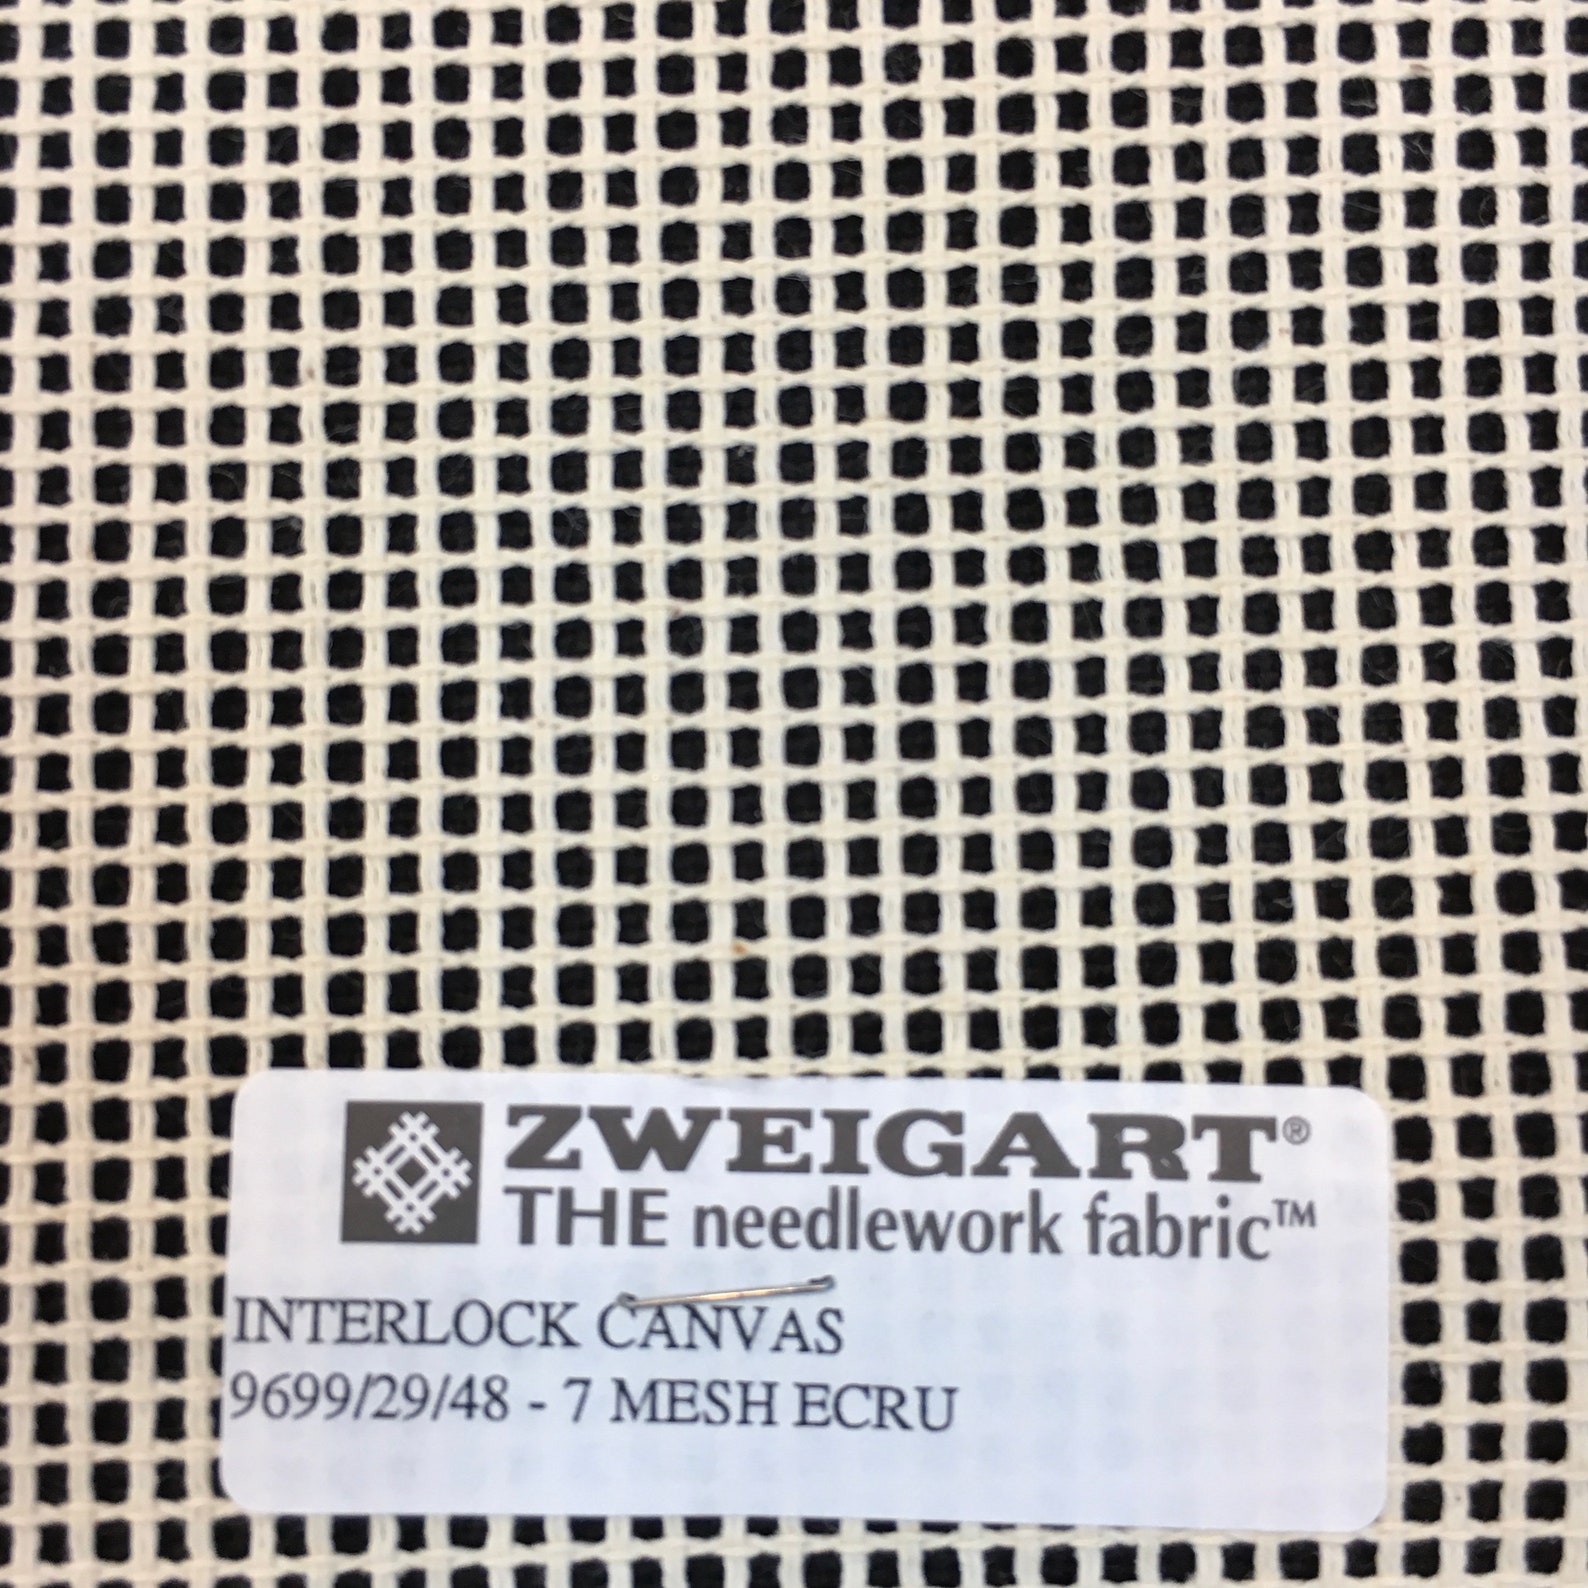 ZWEIGART®
THE needlework fabric™
INTERLOCK CANVAS
9699/29/48 - 7 MESH ECRU